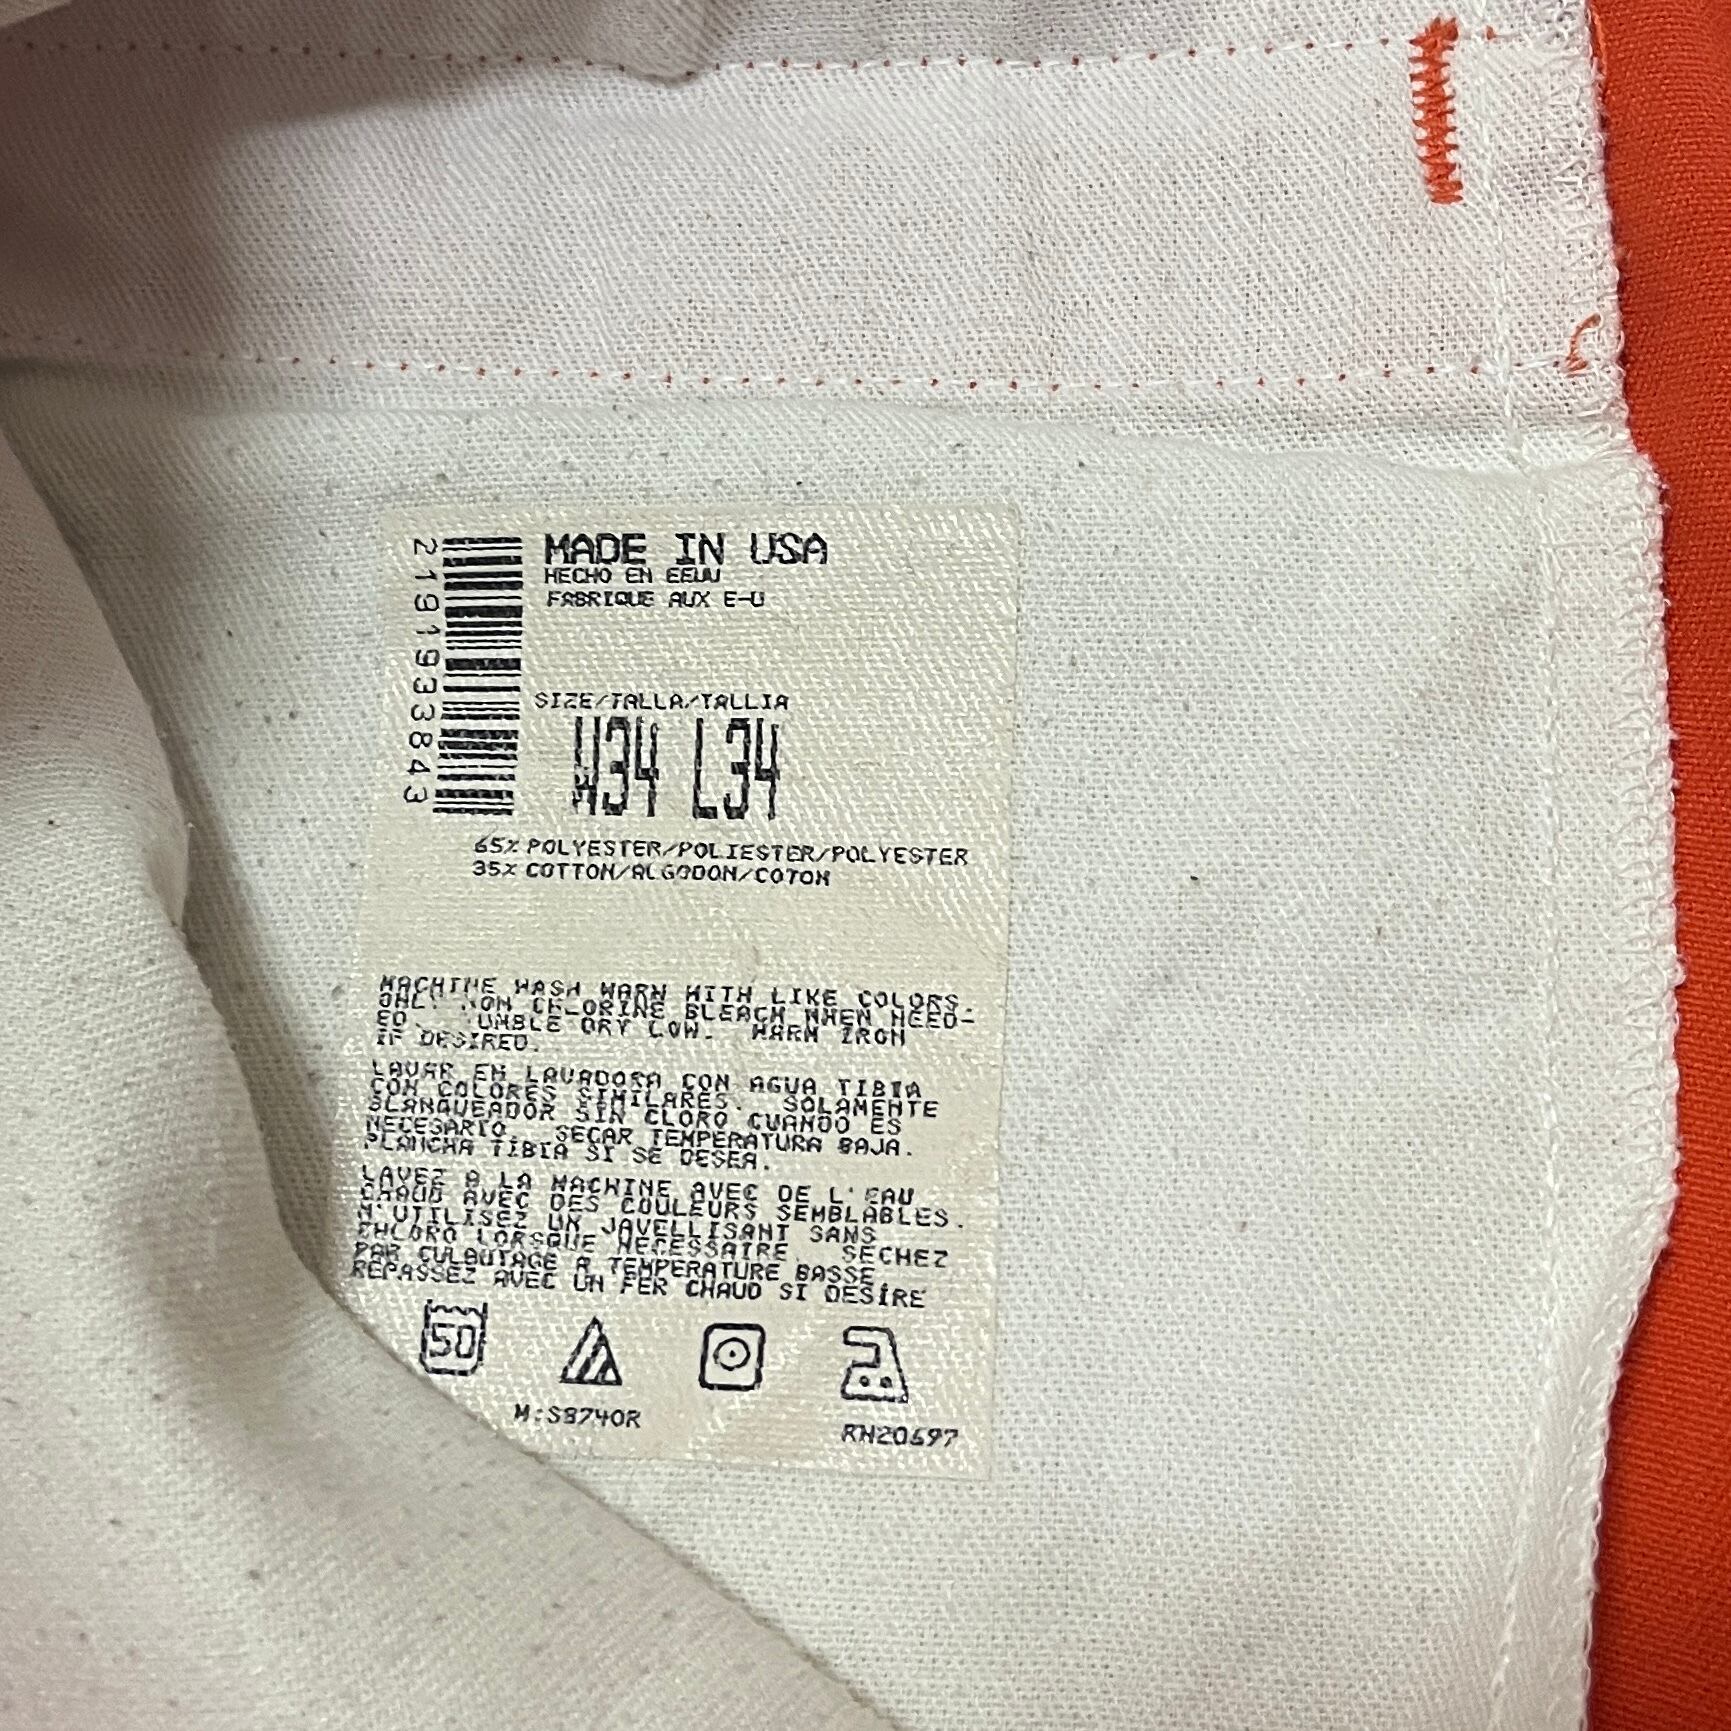 219193843
MADE IN USA
HECHO EN EEUU
FABRIQUE AUX E-U
SIZE/TALLA/TALLIA
W34 L34
65% POLYESTER/POLIESTER/POLYESTER
35% COTTON/ALGODON/COTON
MACHINE WASH WARM WITH LIKE COLORS.
ONLY NON CHLORINE BLEACH WHEN NEED-
ED. TUMBLE DRY LOW. WARM IRON
IF DESIRED.
LAVAR EN LAVADORA CON AGUA TIBIA
CON COLORES SIMILARES. SOLAMENTE
BLANQUEADOR SIN CLORO CUANDO ES
NECESARIO. SECAR TEMPERATURA BAJA.
PLANCHA TIBIA SI SE DESEA.
LAVEZ A LA MACHINE AVEC DE L'EAU
CHAUD AVEC DES COULEURS SEMBLABLES.
N'UTILISEZ UN JAVELLISANT SANS
CHLORO LORSQUE NECESSAIRE. SECHEZ
PAR CULBUTAGE A TEMPERATURE BASSE
REPASSEZ AVEC UN FER CHAUD SI DESIRE
50
M:S8740R
RN20697